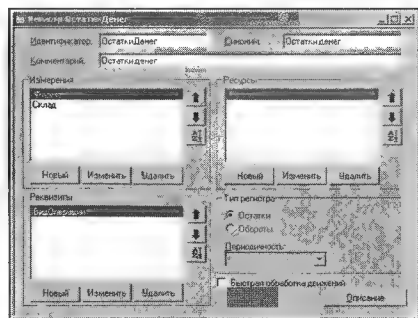 Регистр ОстаткиДенег
Идентификатор: ОстаткиДенег Синоним: ОстаткиДенег
Комментарий: Остатки денег
Измерения
Склад
Новый Изменить Удалить
Ресурсы
Новый Изменить Удалить
Реквизиты
ВидОперации
Новый Изменить Удалить
Тип регистра
Остатки
Обороты
Периодичность:
Быстрая обработка движений
Описание